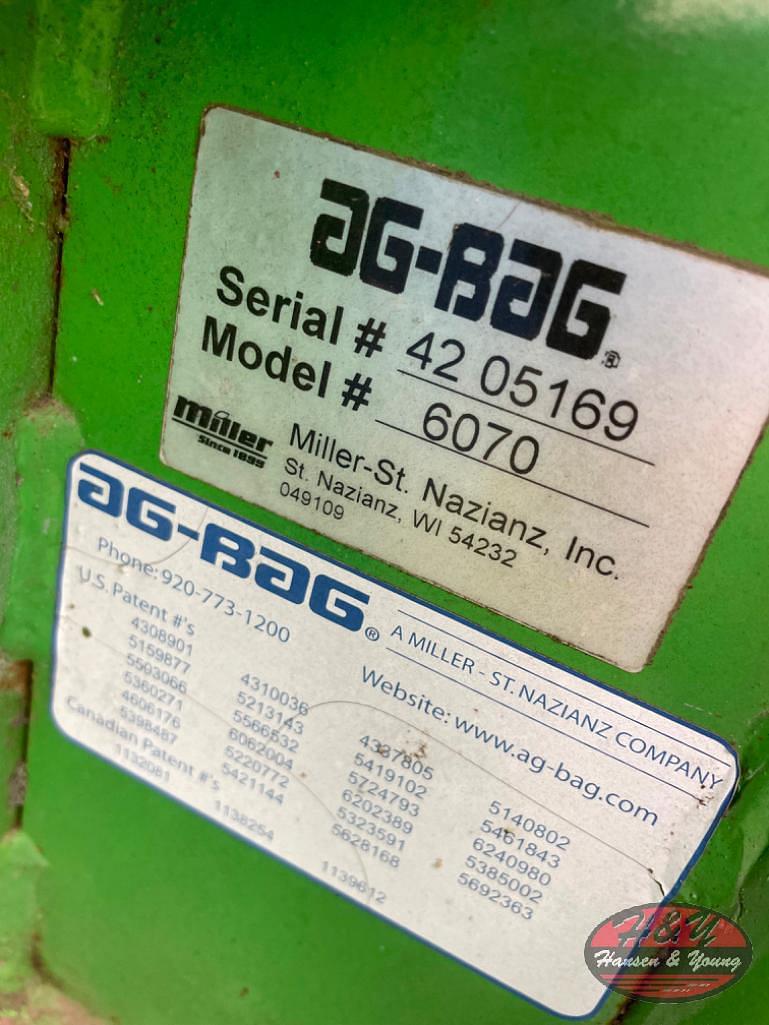 AG-BAG®
Serial # 42 05169
Model # 6070
miller
Since 1899
Miller-St. Nazianz, Inc.
St. Nazianz, WI 54232
049109
AG-BAG®
A MILLER - ST. NAZIANZ COMPANY
Phone: 920-773-1200
Website: www.ag-bag.com
U.S. Patent #'s
4308901 4310036 4337805 5140802
5159877 5213143 5419102 5461843
5503066 5566532 5724793 6240980
5360271 6062004 6202389 5385002
4606176 5220772 5323591 5692363
5398487 5421144 5628168
Canadian Patent #'s
1132081 1138254 1139612
H&Y
Hansen & Young